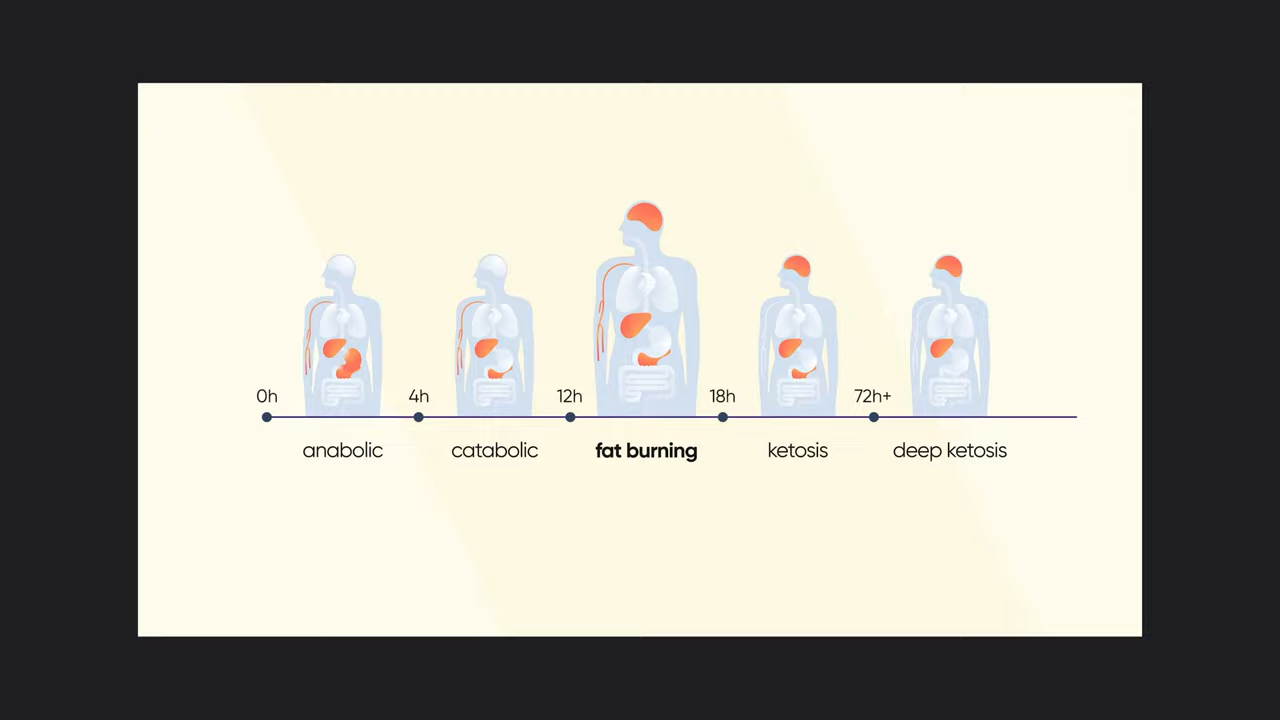 0h 4h 12h 18h 72h+
anabolic catabolic fat burning ketosis deep ketosis